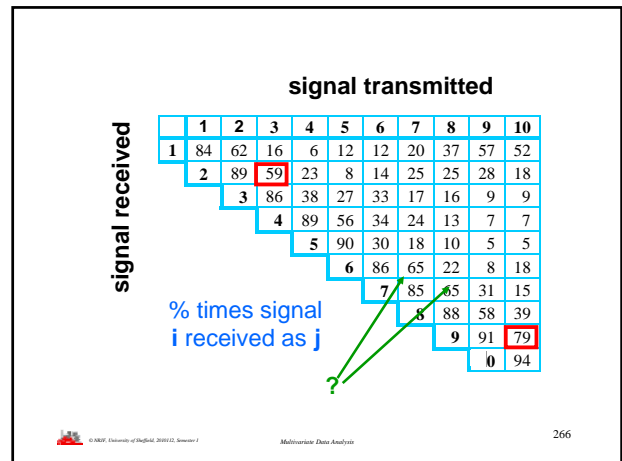 signal transmitted
signal received
1 2 3 4 5 6 7 8 9 10
1 84 62 16 6 12 12 20 37 57 52
2 89 59 23 8 14 25 25 28 18
3 86 38 27 33 17 16 9 9
4 89 56 34 24 13 7 7
5 90 30 18 10 5 5
6 86 65 22 8 18
7 85 65 31 15
8 88 58 39
9 91 79
0 94
% times signal
i received as j
?
© NRJF, University of Sheffield, 2010/12, Semester 1
Multivariate Data Analysis
266